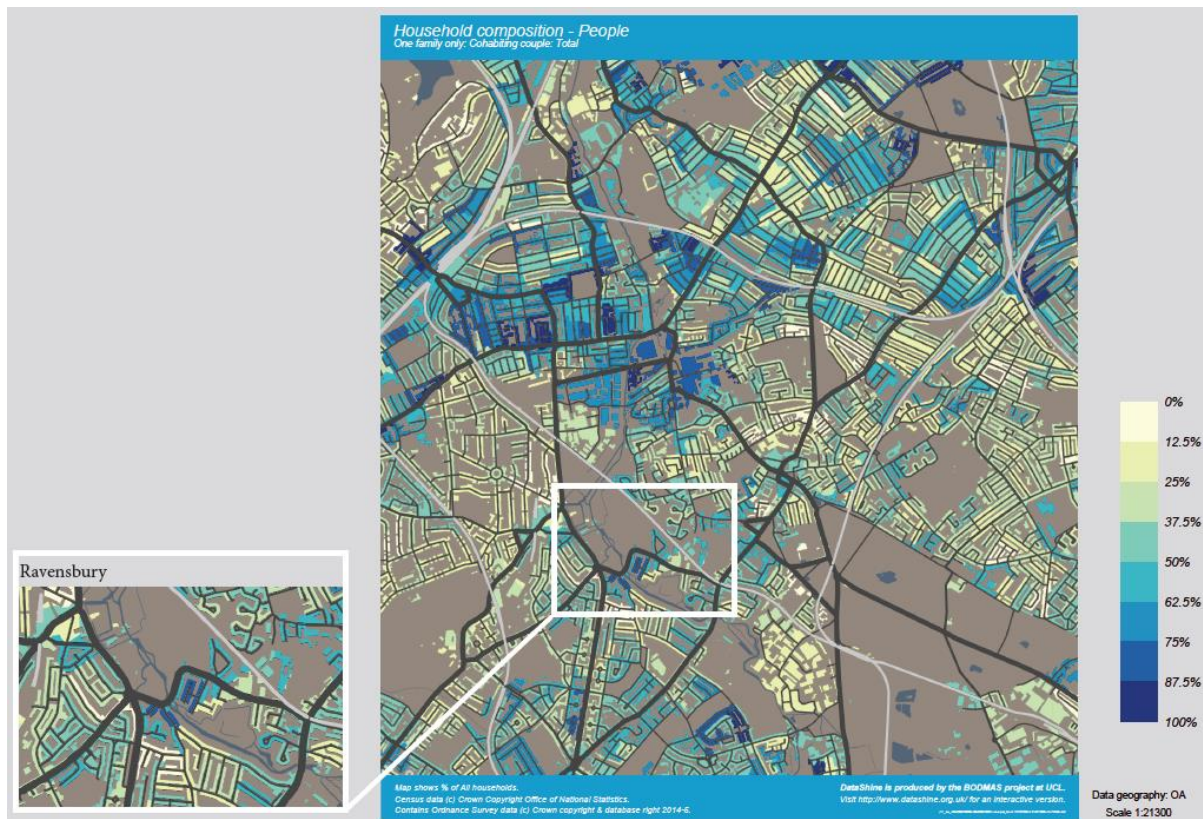 Household composition - People
One family only: Cohabiting couple: Total
0%
12.5%
25%
37.5%
50%
62.5%
75%
87.5%
100%
Ravensbury
Map shows % of All households.
Census data (c) Crown Copyright Office of National Statistics.
Contains Ordnance Survey data (c) Crown copyright & database right 2014-5.
DataShine is produced by the BODMAS project at UCL.
Visit http://www.datashine.org.uk/ for an interactive version.
Data geography: OA
Scale 1:21300